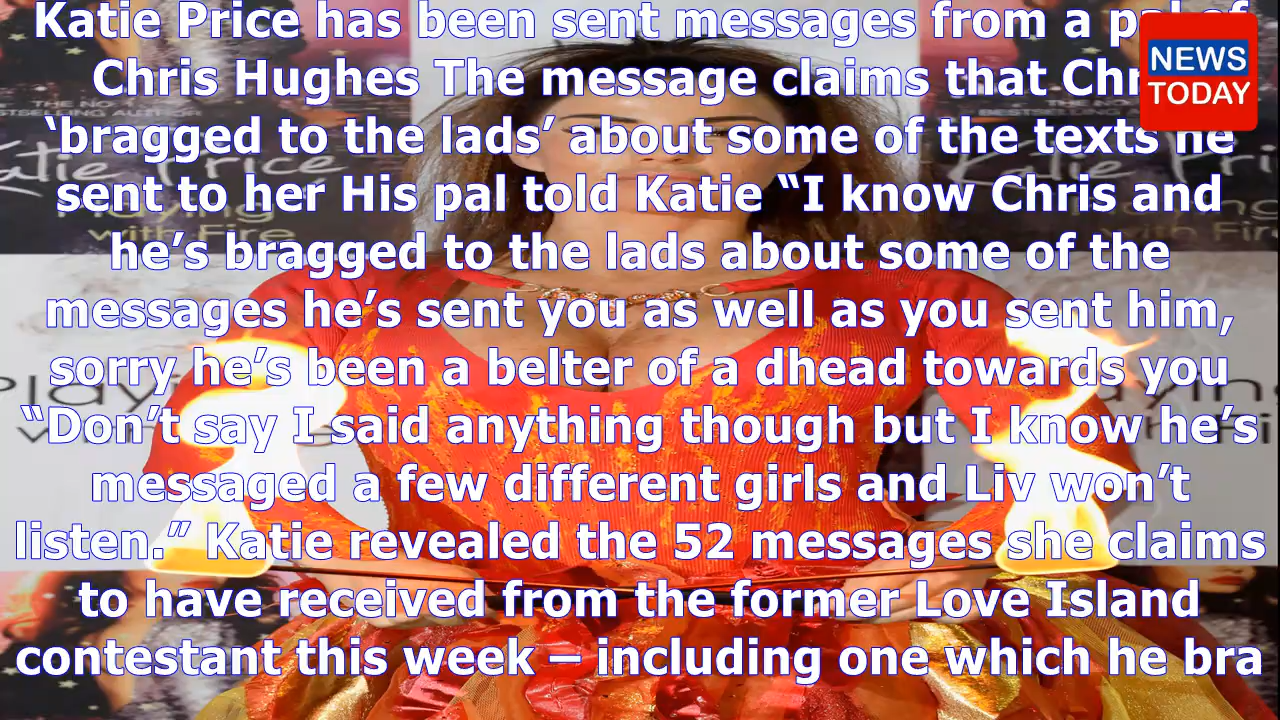 Katie Price has been sent messages from a pal of
Chris Hughes The message claims that
NEWS
TODAY
‘bragged to the lads’ about some of the texts he
sent to her His pal told Katie “I know Chris and
he’s bragged to the lads about some of the
messages he’s sent you as well as you sent him,
sorry he’s been a belter of a dhead towards you
“Don’t say I said anything though but I know he’s
messaged a few different girls and Liv won’t
listen.” Katie revealed the 52 messages she claims
to have received from the former Love Island
contestant this week – including one which he bra
Katie Price
Playing
with Fire